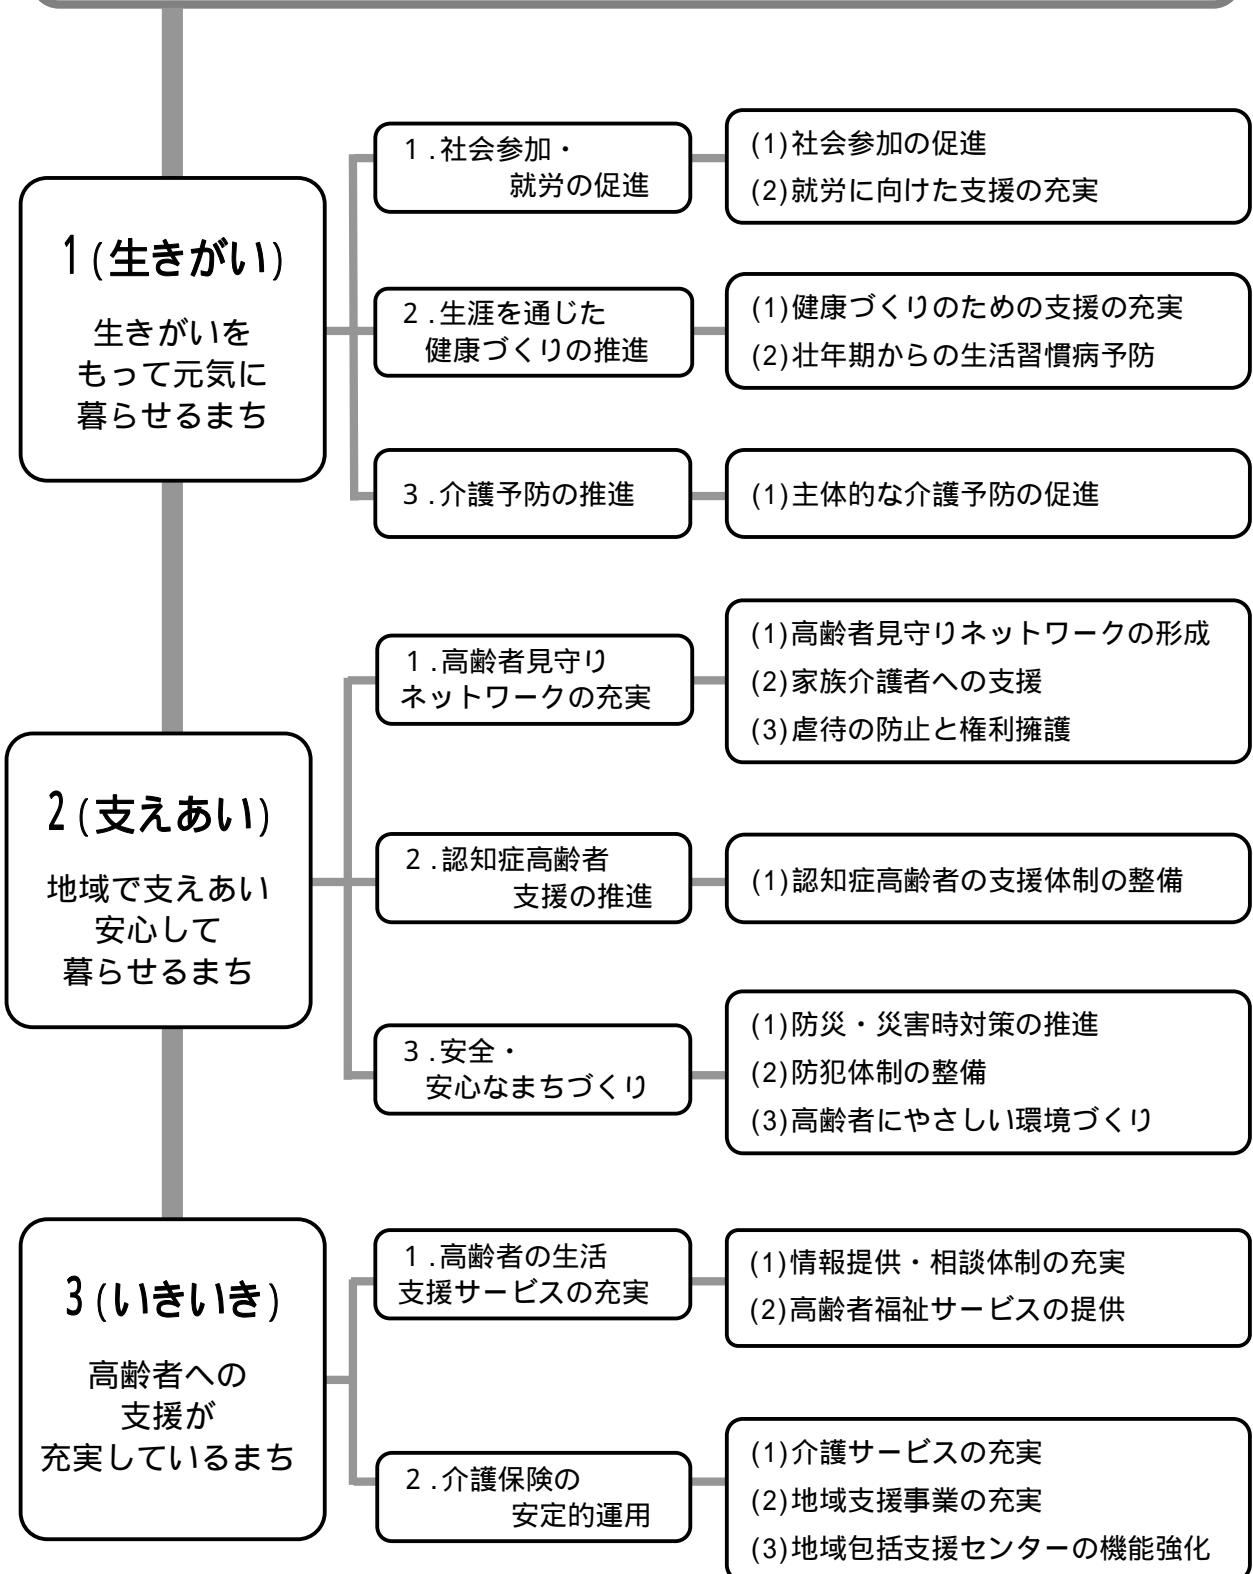 1(生きがい)
生きがいを
もって元気に
暮らせるまち
1.社会参加・
就労の促進
(1)社会参加の促進
(2)就労に向けた支援の充実
2.生涯を通じた
健康づくりの推進
(1)健康づくりのための支援の充実
(2)壮年期からの生活習慣病予防
3.介護予防の推進
(1)主体的な介護予防の促進
2(支えあい)
地域で支えあい
安心して
暮らせるまち
1.高齢者見守り
ネットワークの充実
(1)高齢者見守りネットワークの形成
(2)家族介護者への支援
(3)虐待の防止と権利擁護
2.認知症高齢者
支援の推進
(1)認知症高齢者の支援体制の整備
3.安全・
安心なまちづくり
(1)防災・災害時対策の推進
(2)防犯体制の整備
(3)高齢者にやさしい環境づくり
3(いきいき)
高齢者への
支援が
充実しているまち
1.高齢者の生活
支援サービスの充実
(1)情報提供・相談体制の充実
(2)高齢者福祉サービスの提供
2.介護保険の
安定的運用
(1)介護サービスの充実
(2)地域支援事業の充実
(3)地域包括支援センターの機能強化